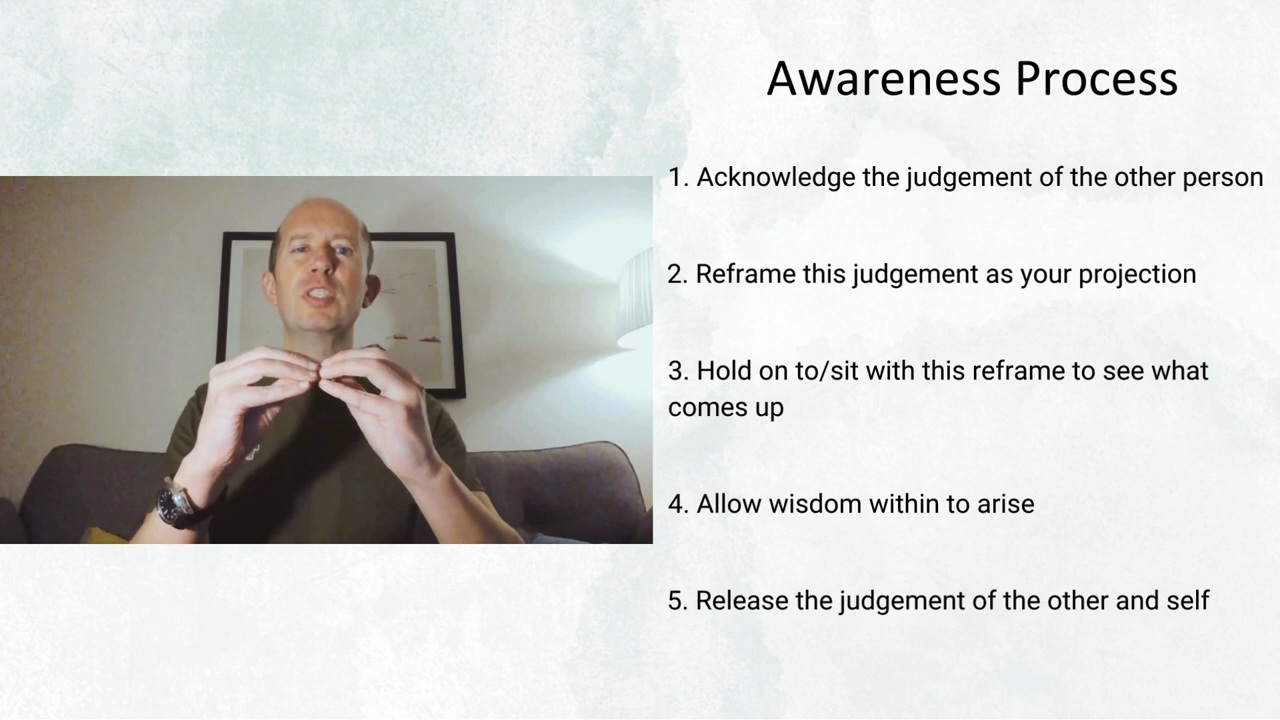 Awareness Process
1. Acknowledge the judgement of the other person
2. Reframe this judgement as your projection
3. Hold on to/sit with this reframe to see what
comes up
4. Allow wisdom within to arise
5. Release the judgement of the other and self